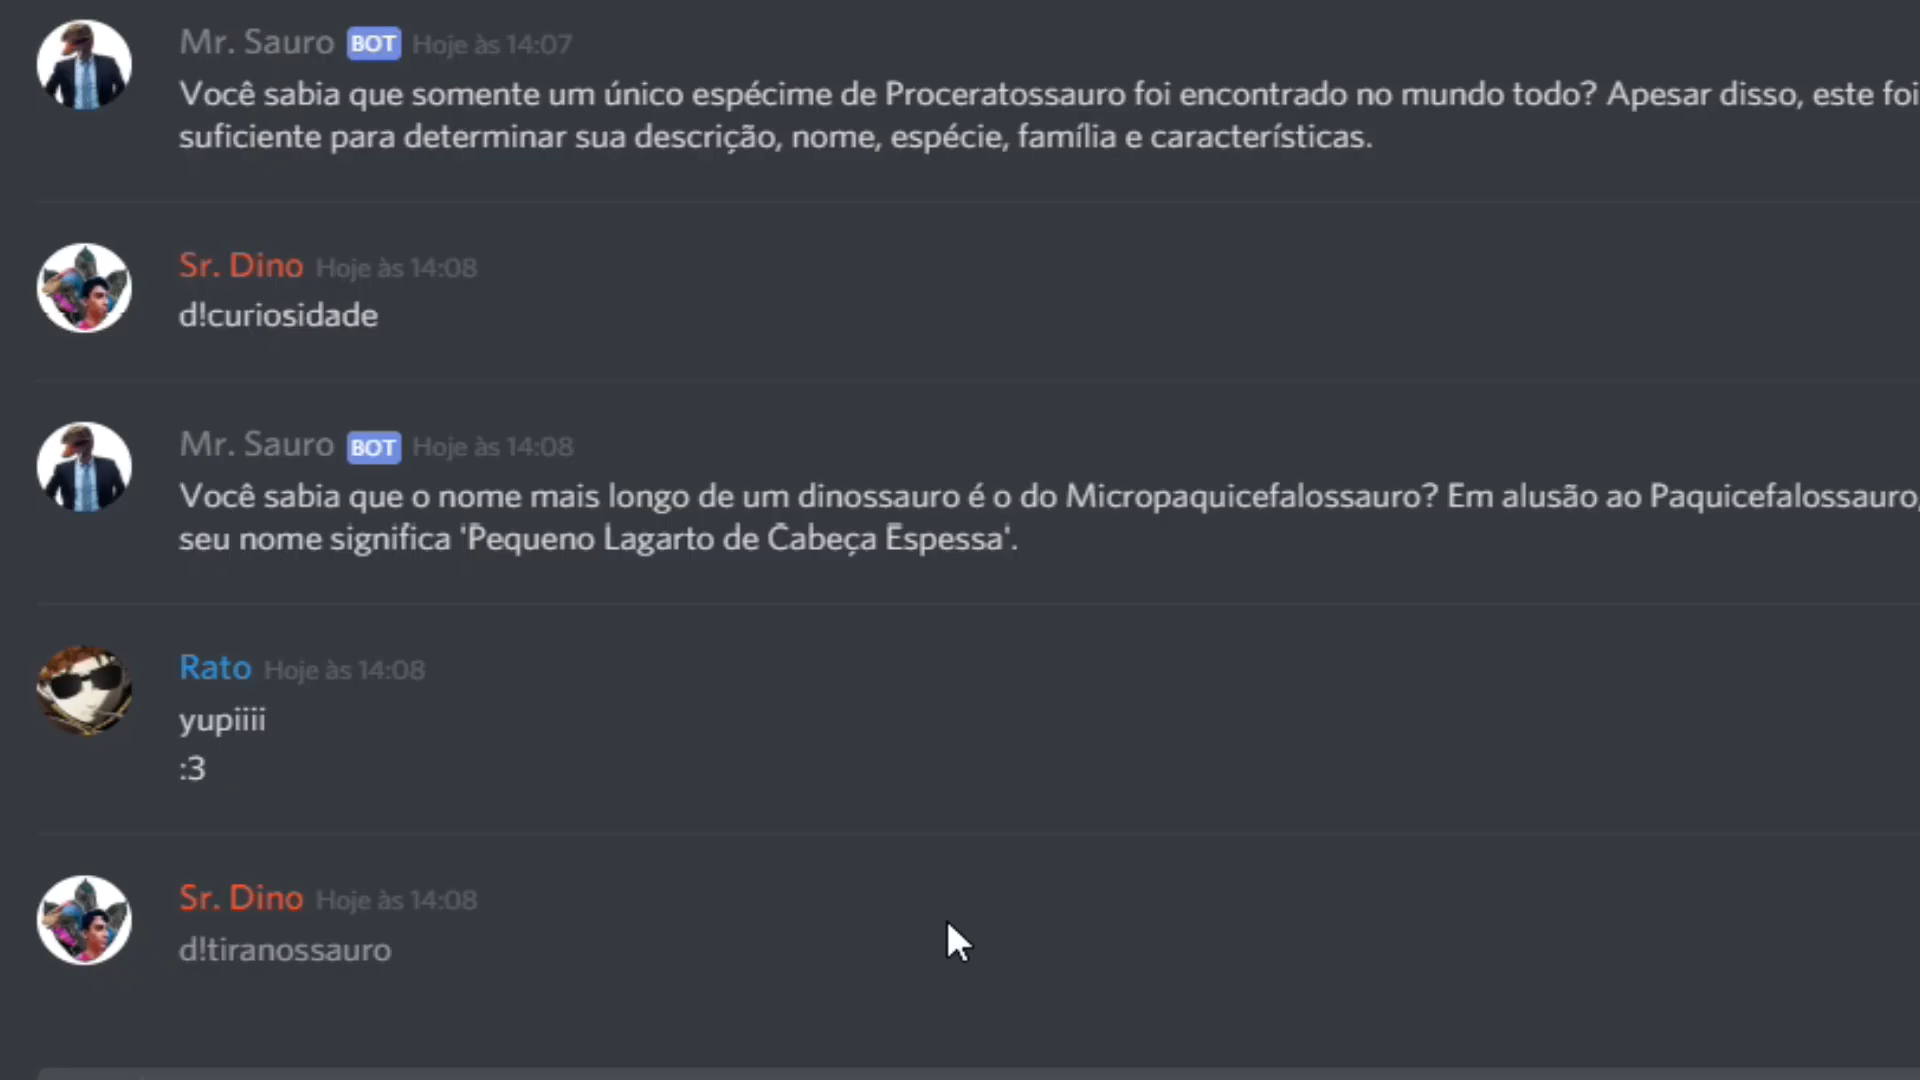 Mr. Sauro BOT Hoje às 14:07
Você sabia que somente um único espécime de Proceratossauro foi encontrado no mundo todo? Apesar disso, este foi
suficiente para determinar sua descrição, nome, espécie, família e características.
Sr. Dino Hoje às 14:08
d!curiosidade
Mr. Sauro BOT Hoje às 14:08
Você sabia que o nome mais longo de um dinossauro é o do Micropaquicefalossauro? Em alusão ao Paquicefalossauro,
seu nome significa 'Pequeno Lagarto de Cabeça Espessa'.
Rato Hoje às 14:08
yupiiii
:3
Sr. Dino Hoje às 14:08
d!tiranossauro